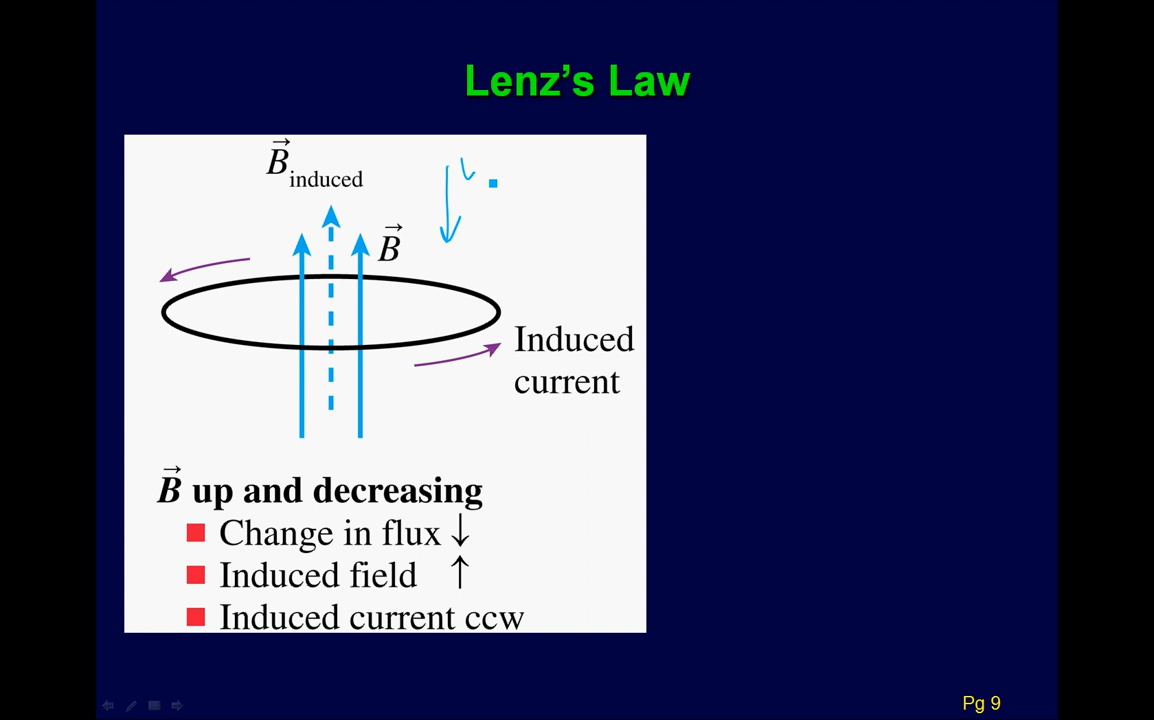 Lenz's Law
B⃗induced
B⃗
Induced
current
B⃗ up and decreasing
Change in flux ↓
Induced field ↑
Induced current ccw
Pg 9